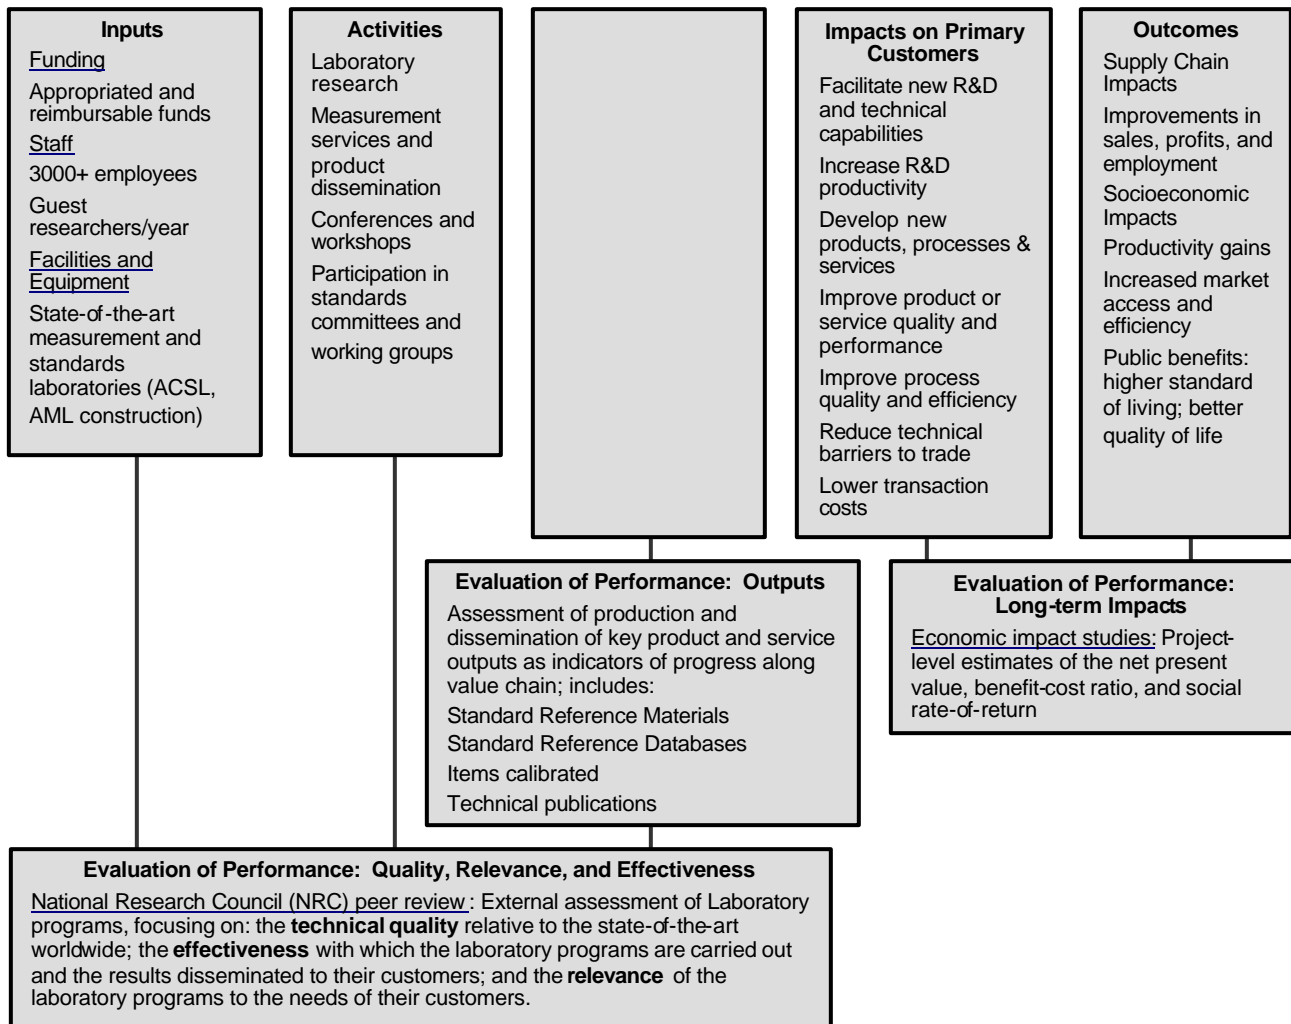 Inputs
Funding
Appropriated and
reimbursable funds
Staff
3000+ employees
Guest
researchers/year
Facilities and
Equipment
State-of-the-art
measurement and
standards
laboratories (ACSL,
AML construction)
Activities
Laboratory
research
Measurement
services and
product
dissemination
Conferences and
workshops
Participation in
standards
committees and
working groups
Impacts on Primary
Customers
Facilitate new R&D
and technical
capabilities
Increase R&D
productivity
Develop new
products, processes &
services
Improve product or
service quality and
performance
Improve process
quality and efficiency
Reduce technical
barriers to trade
Lower transaction
costs
Outcomes
Supply Chain
Impacts
Improvements in
sales, profits, and
employment
Socioeconomic
Impacts
Productivity gains
Increased market
access and
efficiency
Public benefits:
higher standard
of living; better
quality of life
Evaluation of Performance: Outputs
Assessment of production and
dissemination of key product and service
outputs as indicators of progress along
value chain; includes:
Standard Reference Materials
Standard Reference Databases
Items calibrated
Technical publications
Evaluation of Performance:
Long-term Impacts
Economic impact studies: Project-
level estimates of the net present
value, benefit-cost ratio, and social
rate-of-return
Evaluation of Performance: Quality, Relevance, and Effectiveness
National Research Council (NRC) peer review : External assessment of Laboratory
programs, focusing on: the technical quality relative to the state-of-the-art
worldwide; the effectiveness with which the laboratory programs are carried out
and the results disseminated to their customers; and the relevance of the
laboratory programs to the needs of their customers.